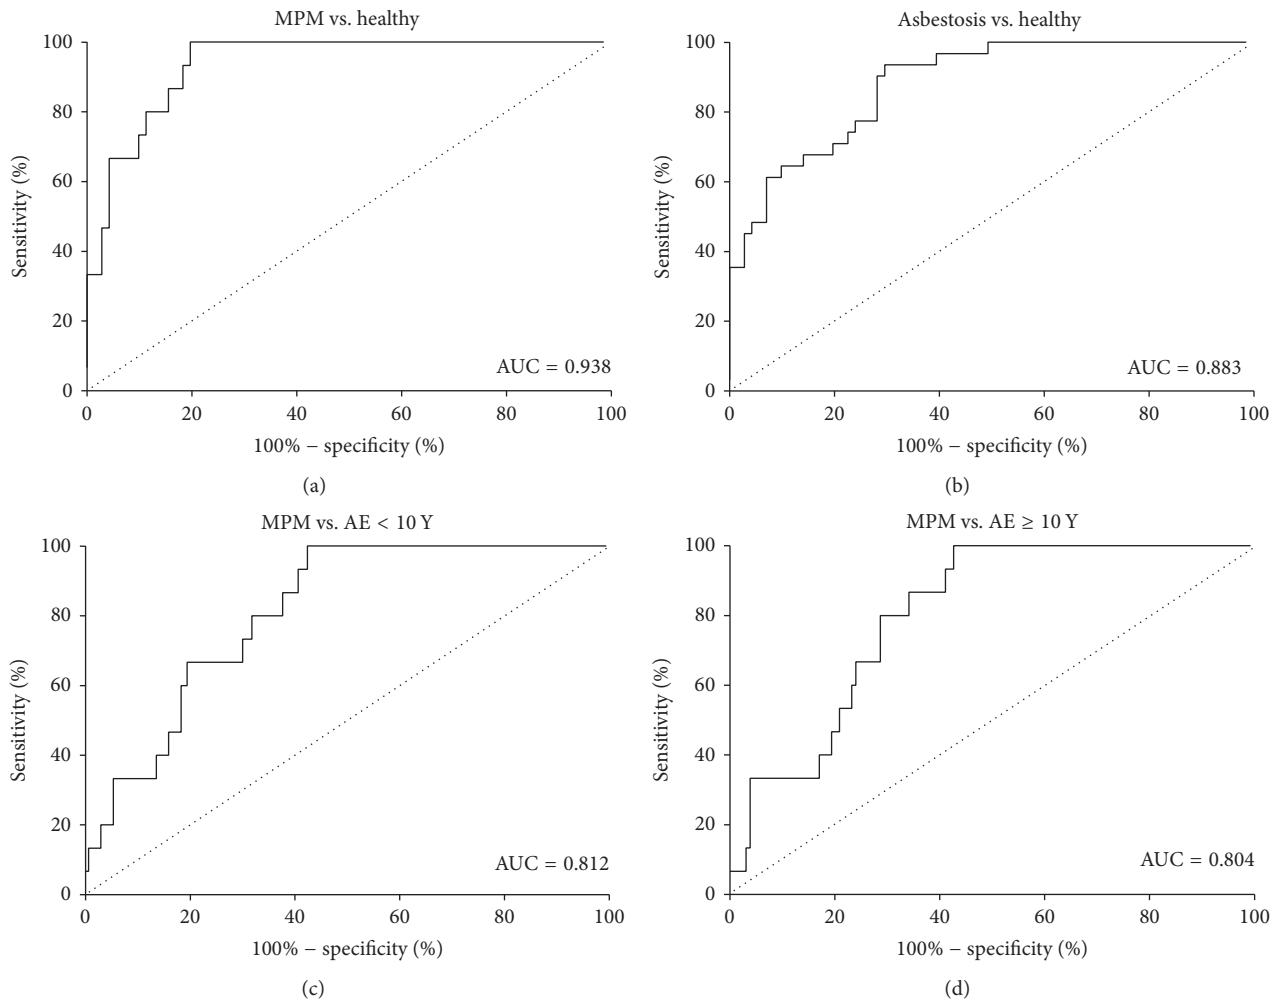 MPM vs. healthy
100
80
60
40
20
0
Sensitivity (%)
AUC = 0.938
0 20 40 60 80 100
100% − specificity (%)
(a)
Asbestosis vs. healthy
100
80
60
40
20
0
Sensitivity (%)
AUC = 0.883
0 20 40 60 80 100
100% − specificity (%)
(b)
MPM vs. AE < 10 Y
100
80
60
40
20
0
Sensitivity (%)
AUC = 0.812
0 20 40 60 80 100
100% − specificity (%)
(c)
MPM vs. AE ≥ 10 Y
100
80
60
40
20
0
Sensitivity (%)
AUC = 0.804
0 20 40 60 80 100
100% − specificity (%)
(d)